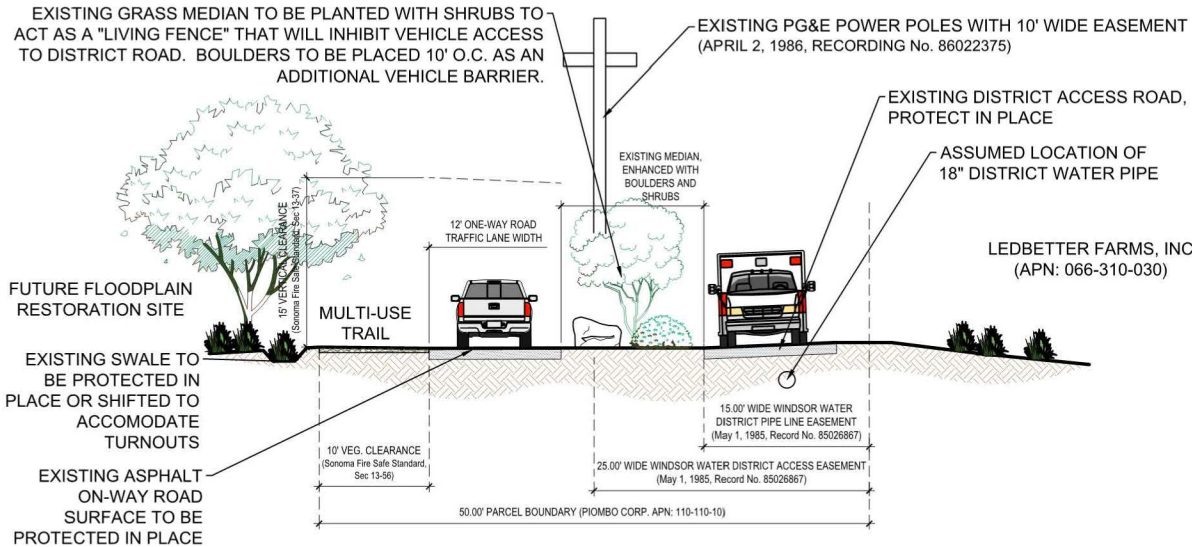 EXISTING GRASS MEDIAN TO BE PLANTED WITH SHRUBS TO
ACT AS A "LIVING FENCE" THAT WILL INHIBIT VEHICLE ACCESS
TO DISTRICT ROAD. BOULDERS TO BE PLACED 10' O.C. AS AN
ADDITIONAL VEHICLE BARRIER.
EXISTING PG&E POWER POLES WITH 10' WIDE EASEMENT
(APRIL 2, 1986, RECORDING No. 86022375)
EXISTING DISTRICT ACCESS ROAD,
PROTECT IN PLACE
ASSUMED LOCATION OF
18" DISTRICT WATER PIPE
EXISTING MEDIAN,
ENHANCED WITH
BOULDERS AND
SHRUBS
12' ONE-WAY ROAD
TRAFFIC LANE WIDTH
15' VERTICAL CLEARANCE
(Sonoma Fire Safe Standard, Sec 13-37)
LEDBETTER FARMS, INC
(APN: 066-310-030)
FUTURE FLOODPLAIN
RESTORATION SITE
MULTI-USE
TRAIL
EXISTING SWALE TO
BE PROTECTED IN
PLACE OR SHIFTED TO
ACCOMODATE
TURNOUTS
EXISTING ASPHALT
ON-WAY ROAD
SURFACE TO BE
PROTECTED IN PLACE
10' VEG. CLEARANCE
(Sonoma Fire Safe Standard,
Sec 13-56)
15.00' WIDE WINDSOR WATER
DISTRICT PIPE LINE EASEMENT
(May 1, 1985, Record No. 85026867)
25.00' WIDE WINDSOR WATER DISTRICT ACCESS EASEMENT
(May 1, 1985, Record No. 85026867)
50.00' PARCEL BOUNDARY (PIOMBO CORP. APN: 110-110-10)